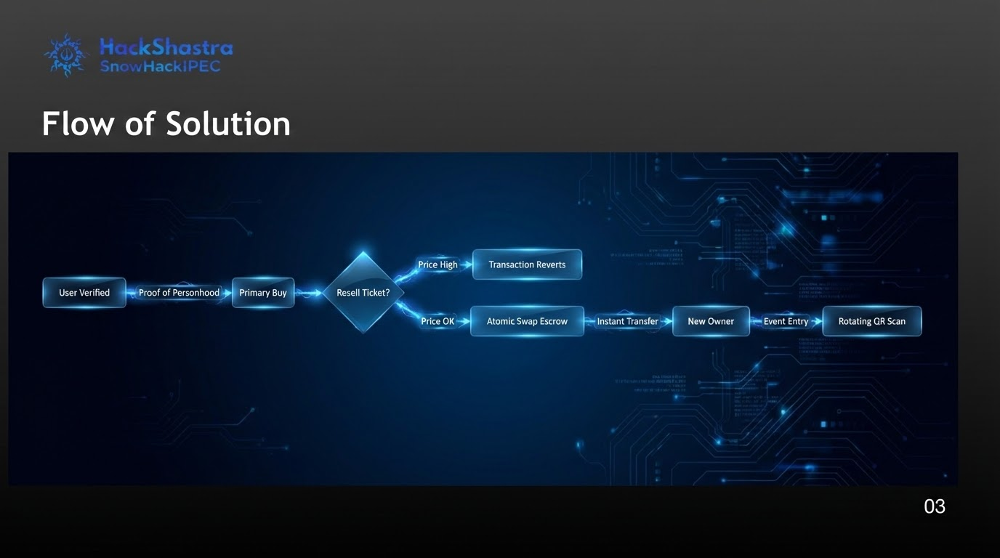 HackShastra
SnowHackIPEC
Flow of Solution
User Verified
Proof of Personhood
Primary Buy
Resell Ticket?
Price High
Transaction Reverts
Price OK
Atomic Swap Escrow
Instant Transfer
New Owner
Event Entry
Rotating QR Scan
03